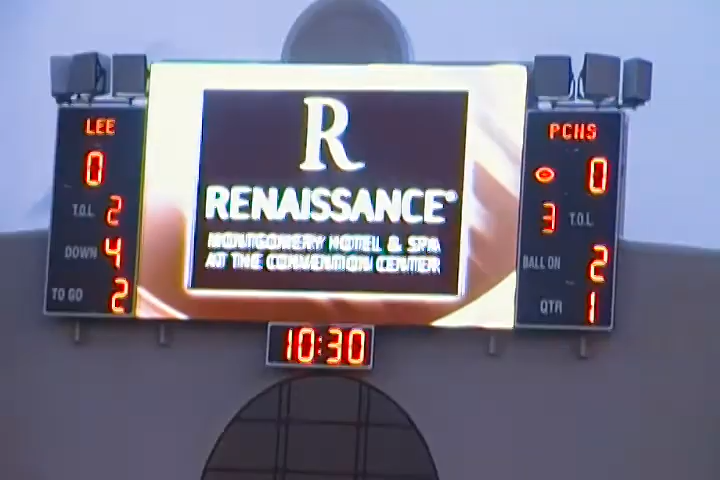 LEE
0
T.O.L 2
DOWN 4
TO GO 2
R
RENAISSANCE®
MONTGOMERY HOTEL & SPA
AT THE CONVENTION CENTER
10:30
PCHS
0
3 T.O.L
BALL ON 2
QTR 1